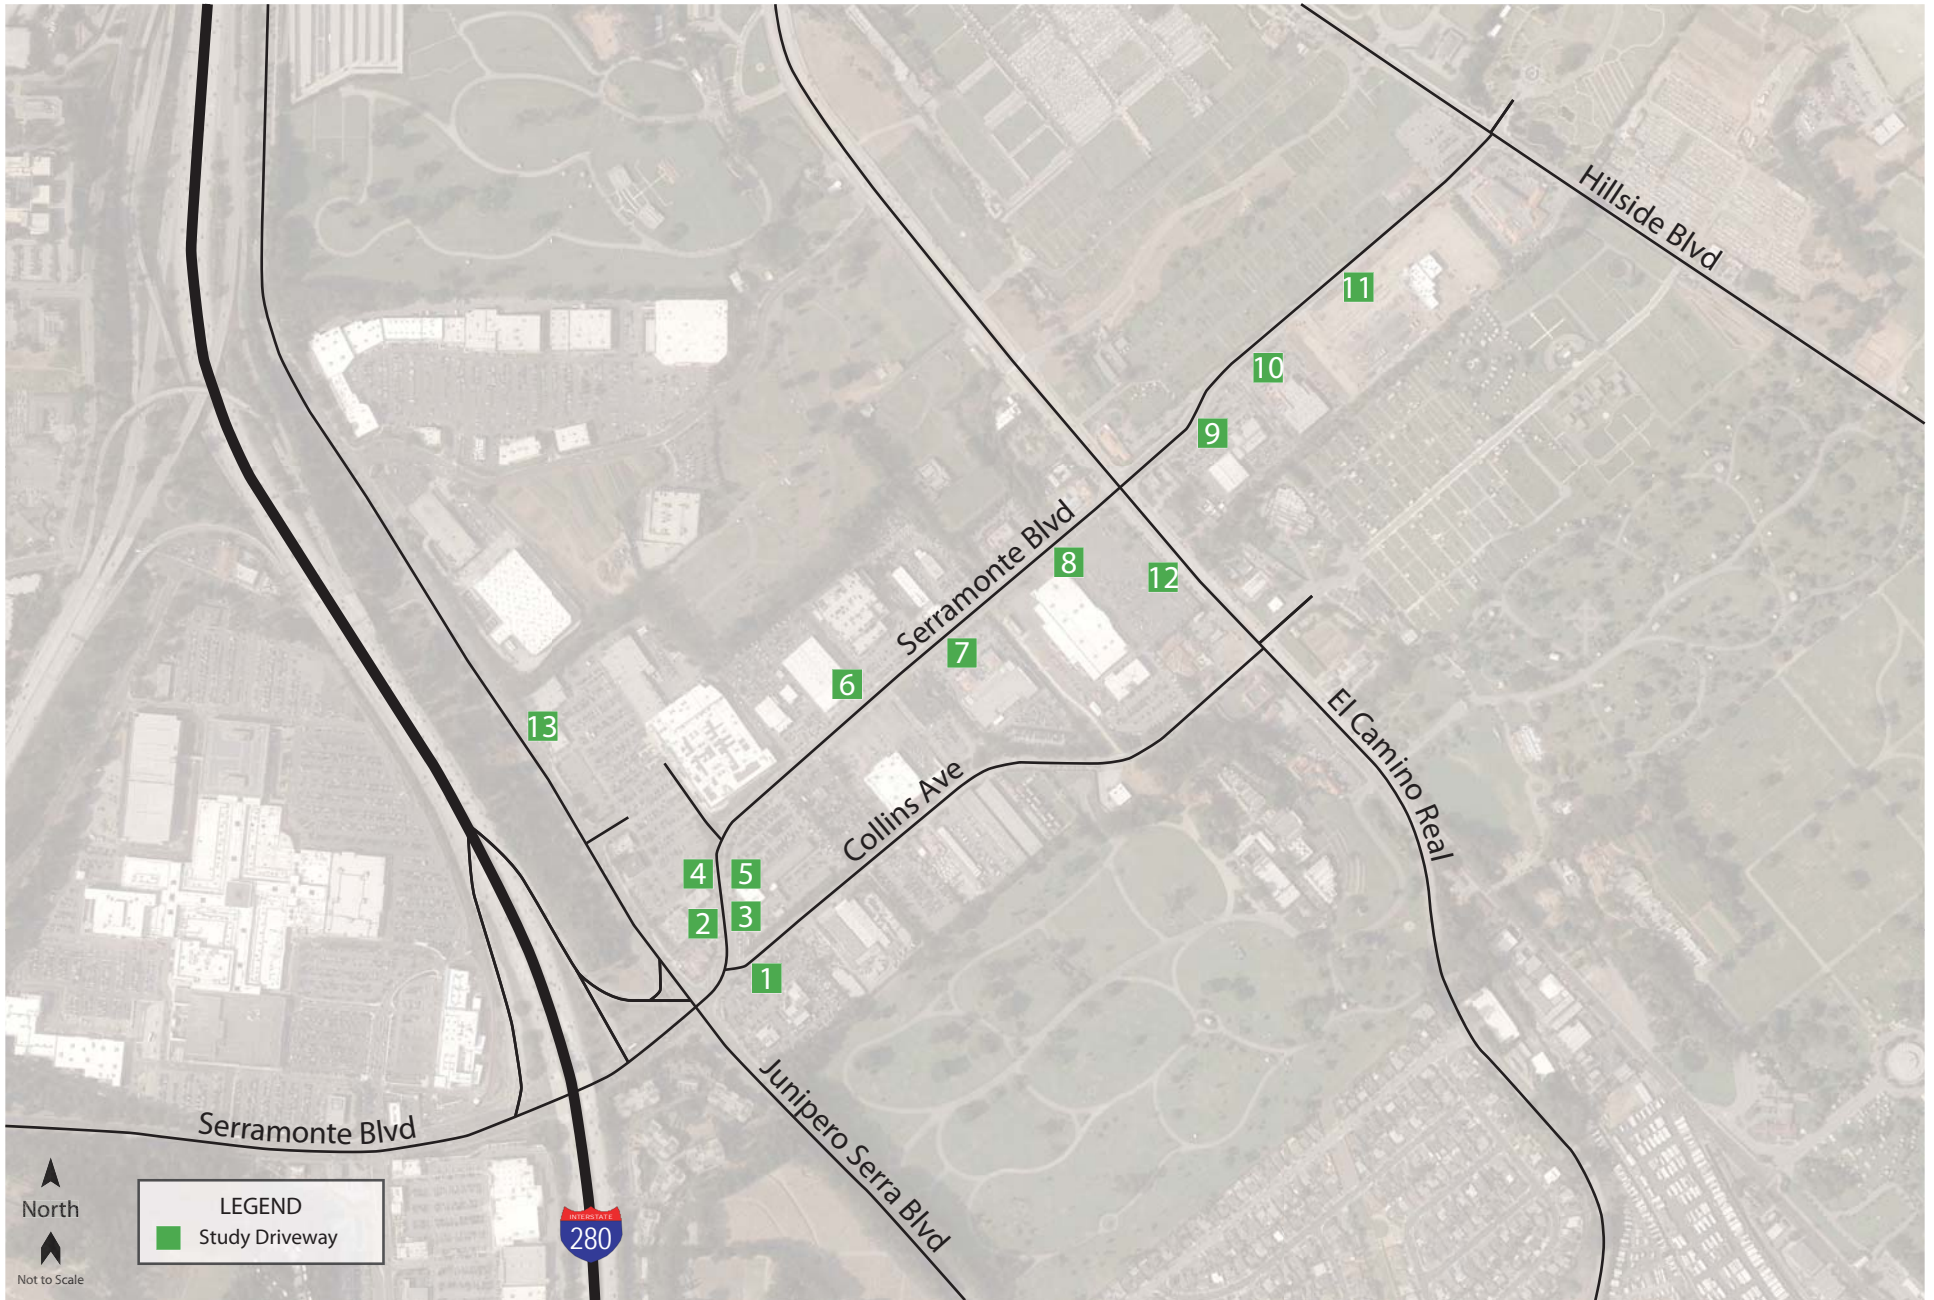 Hillside Blvd
11
10
9
Serramonte Blvd
8
12
7
6
13
El Camino Real
Collins Ave
4
5
2
3
1
Junipero Serra Blvd
Serramonte Blvd
North
Not to Scale
LEGEND
Study Driveway
INTERSTATE
280